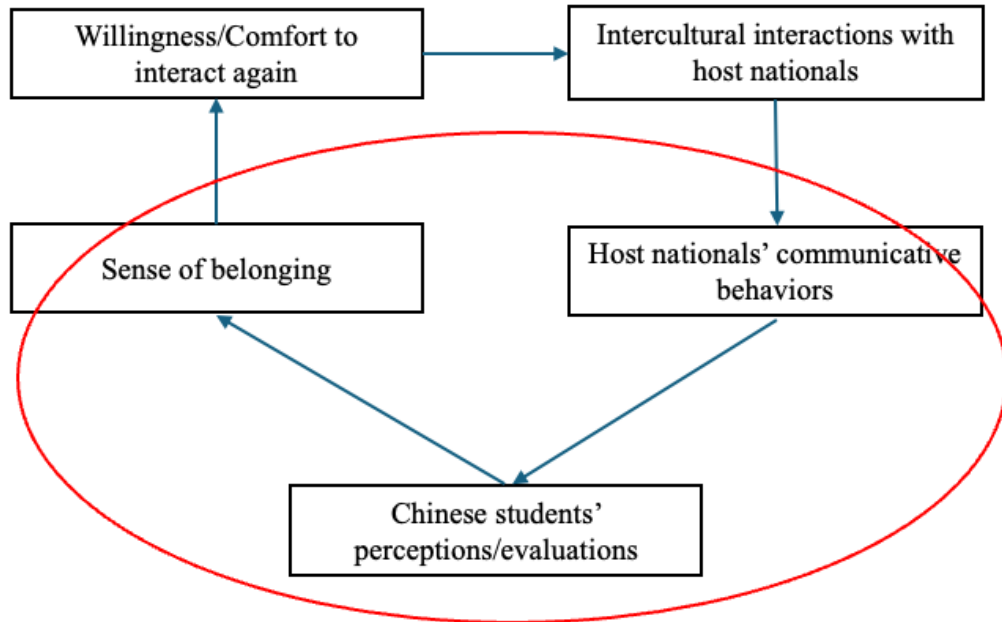 Willingness/Comfort to
interact again
Intercultural interactions with
host nationals
Sense of belonging
Host nationals’ communicative
behaviors
Chinese students’
perceptions/evaluations